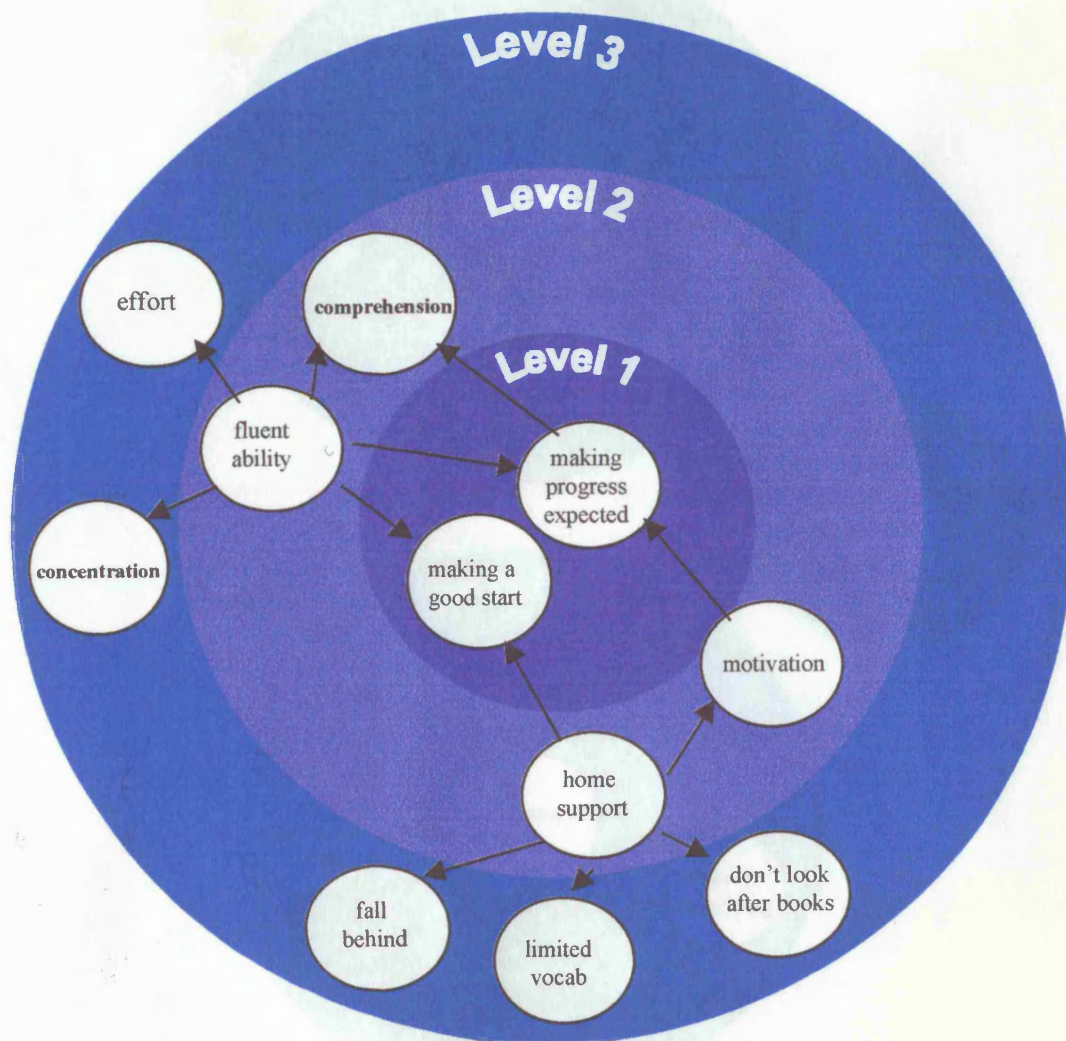 Level 3
Level 2
Level 1
effort
comprehension
fluent
ability
making
progress
expected
concentration
making a
good start
motivation
home
support
don't look
after books
fall
behind
limited
vocab